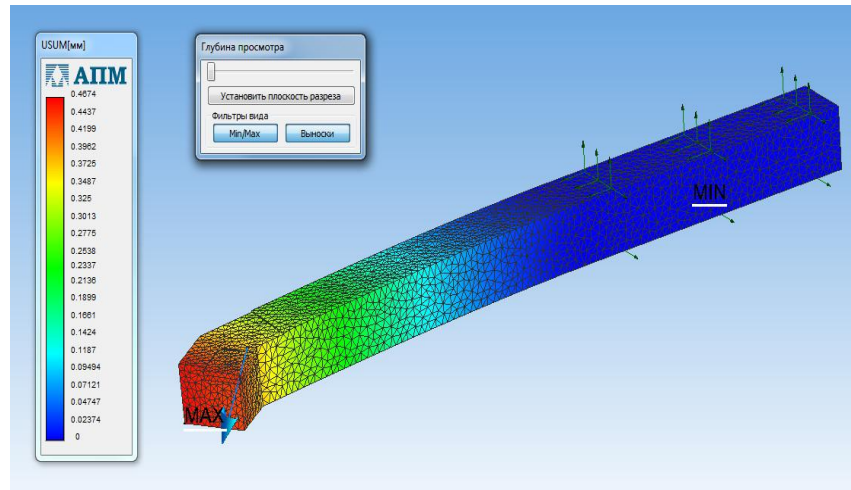 USUM[мм]
АПМ
0.4674
0.4437
0.4199
0.3962
0.3725
0.3487
0.325
0.3013
0.2775
0.2538
0.2337
0.2136
0.1899
0.1661
0.1424
0.1187
0.09494
0.07121
0.04747
0.02374
0
Глубина просмотра
Установить плоскость разреза
Фильтры вида
Min/Max Выноски
MIN
MAX